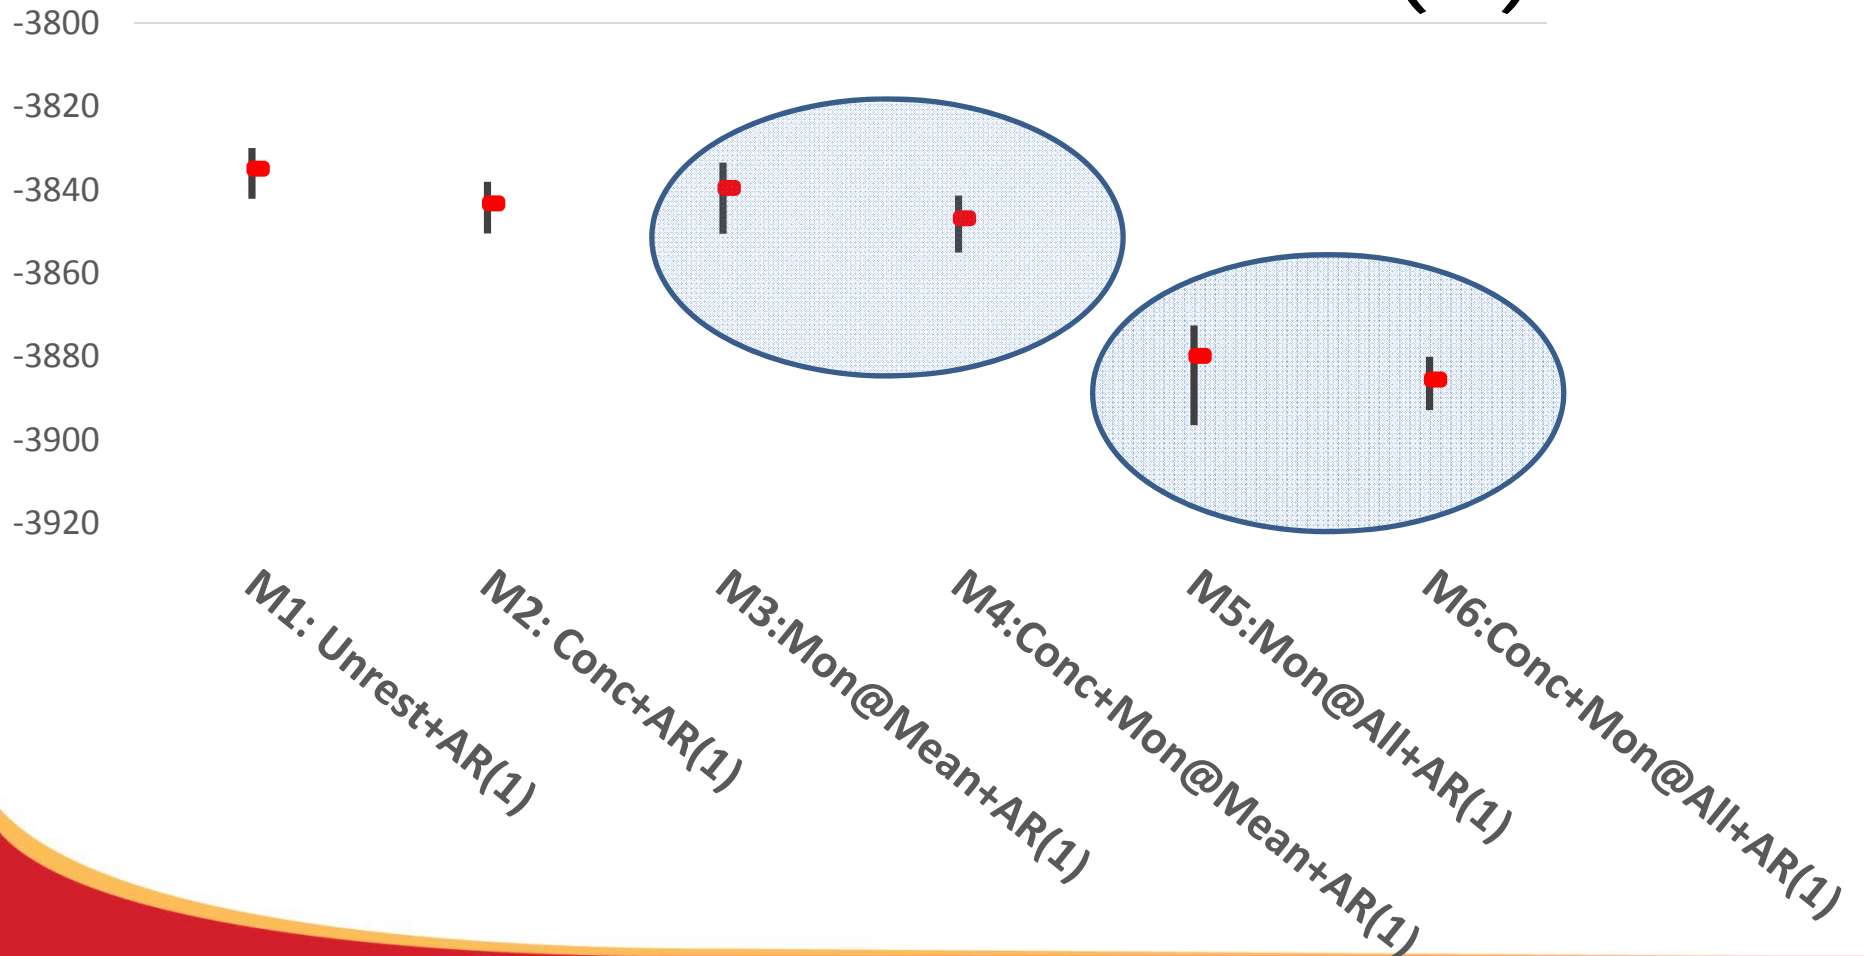 -3800
-3820
-3840
-3860
-3880
-3900
-3920
M1: Unrest+AR(1)
M2: Conc+AR(1)
M3:Mon@Mean+AR(1)
M4:Conc+Mon@Mean+AR(1)
M5:Mon@All+AR(1)
M6:Conc+Mon@All+AR(1)